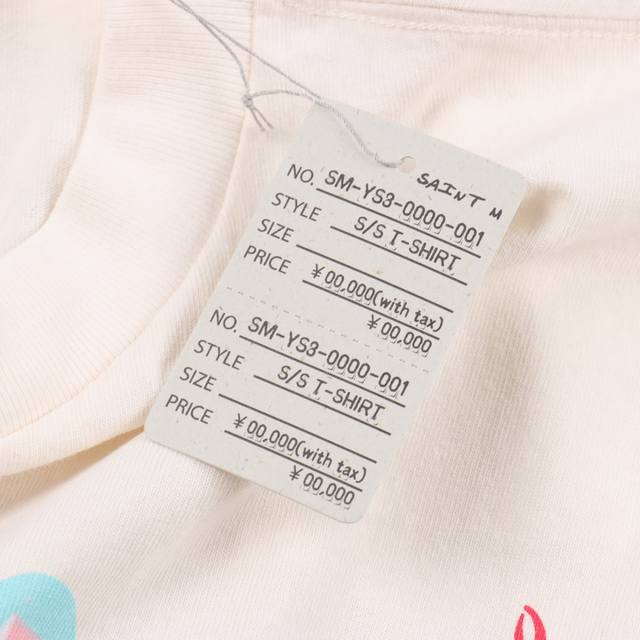 SAINT M
NO. SM-YS3-0000-001
STYLE S/S T-SHIRT
SIZE
PRICE ¥00,000(with tax)
¥00,000
NO. SM-YS3-0000-001
STYLE S/S T-SHIRT
SIZE
PRICE ¥00,000(with tax)
¥00,000